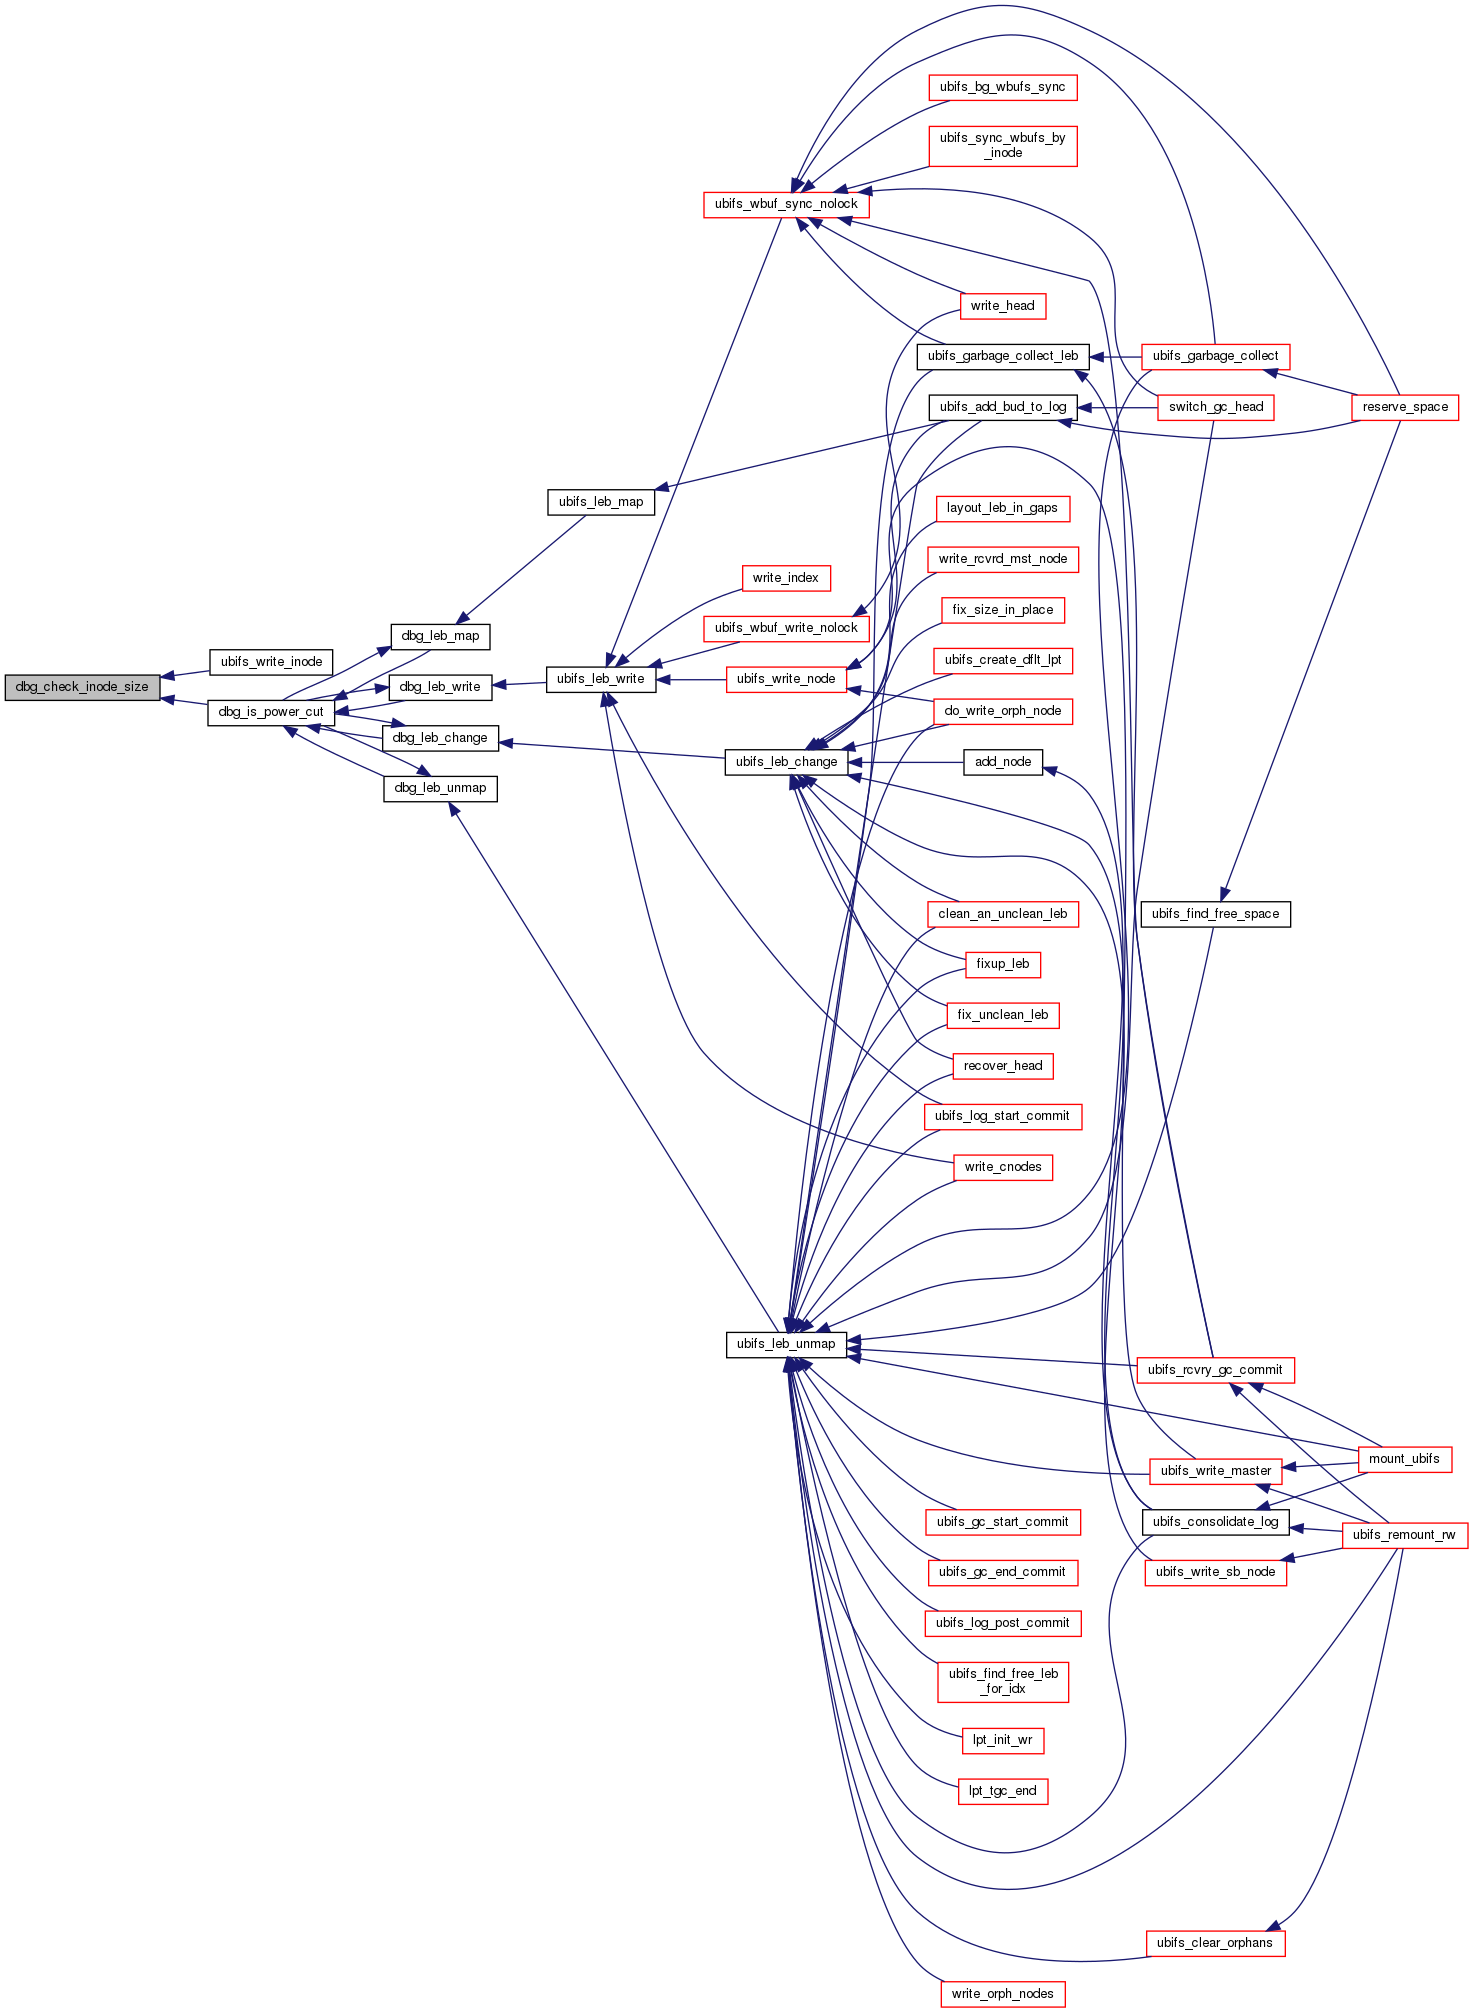 ubifs_bg_wbufs_sync
ubifs_sync_wbufs_by
_inode
ubifs_wbuf_sync_nolock
write_head
ubifs_garbage_collect_leb
ubifs_garbage_collect
ubifs_add_bud_to_log
switch_gc_head
reserve_space
ubifs_leb_map
layout_leb_in_gaps
write_rcvrd_mst_node
write_index
fix_size_in_place
ubifs_wbuf_write_nolock
dbg_leb_map
ubifs_write_inode
ubifs_create_dflt_lpt
dbg_check_inode_size
dbg_leb_write
ubifs_leb_write
ubifs_write_node
dbg_is_power_cut
do_write_orph_node
dbg_leb_change
ubifs_leb_change
add_node
dbg_leb_unmap
clean_an_unclean_leb
ubifs_find_free_space
fixup_leb
fix_unclean_leb
recover_head
ubifs_log_start_commit
write_cnodes
ubifs_leb_unmap
ubifs_rcvry_gc_commit
mount_ubifs
ubifs_write_master
ubifs_gc_start_commit
ubifs_consolidate_log
ubifs_remount_rw
ubifs_gc_end_commit
ubifs_write_sb_node
ubifs_log_post_commit
ubifs_find_free_leb
_for_idx
lpt_init_wr
lpt_tgc_end
ubifs_clear_orphans
write_orph_nodes